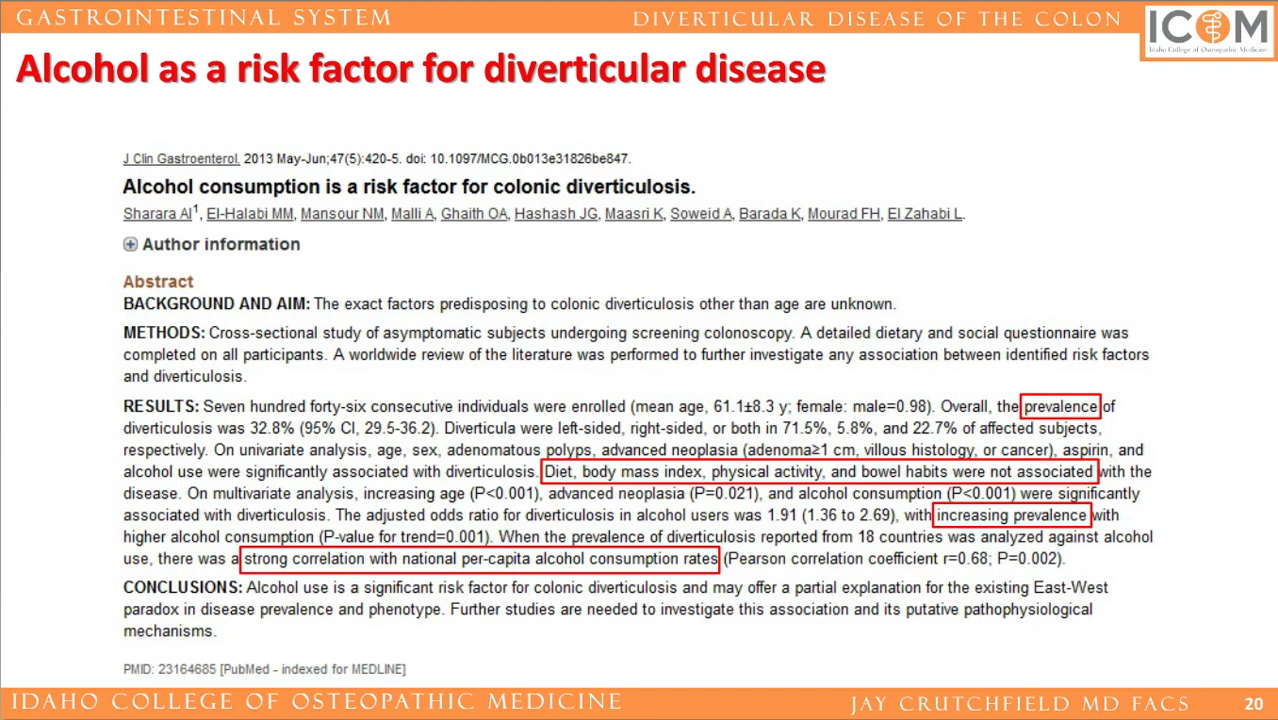 GASTROINTESTINAL SYSTEM
DIVERTICULAR DISEASE OF THE COLON
ICOM
Idaho College of Osteopathic Medicine
Alcohol as a risk factor for diverticular disease
J Clin Gastroenterol. 2013 May-Jun;47(5):420-5. doi: 10.1097/MCG.0b013e31826be847.
Alcohol consumption is a risk factor for colonic diverticulosis.
Sharara AI1, El-Halabi MM, Mansour NM, Malli A, Ghaith OA, Hashash JG, Maasri K, Soweid A, Barada K, Mourad FH, El Zahabi L.
Author information
Abstract
BACKGROUND AND AIM: The exact factors predisposing to colonic diverticulosis other than age are unknown.
METHODS: Cross-sectional study of asymptomatic subjects undergoing screening colonoscopy. A detailed dietary and social questionnaire was
completed on all participants. A worldwide review of the literature was performed to further investigate any association between identified risk factors
and diverticulosis.
RESULTS: Seven hundred forty-six consecutive individuals were enrolled (mean age, 61.1±8.3 y; female: male=0.98). Overall, the prevalence of
diverticulosis was 32.8% (95% CI, 29.5-36.2). Diverticula were left-sided, right-sided, or both in 71.5%, 5.8%, and 22.7% of affected subjects,
respectively. On univariate analysis, age, sex, adenomatous polyps, advanced neoplasia (adenoma≥1 cm, villous histology, or cancer), aspirin, and
alcohol use were significantly associated with diverticulosis. Diet, body mass index, physical activity, and bowel habits were not associated with the
disease. On multivariate analysis, increasing age (P<0.001), advanced neoplasia (P=0.021), and alcohol consumption (P<0.001) were significantly
associated with diverticulosis. The adjusted odds ratio for diverticulosis in alcohol users was 1.91 (1.36 to 2.69), with increasing prevalence with
higher alcohol consumption (P-value for trend=0.001). When the prevalence of diverticulosis reported from 18 countries was analyzed against alcohol
use, there was a strong correlation with national per-capita alcohol consumption rates (Pearson correlation coefficient r=0.68; P=0.002).
CONCLUSIONS: Alcohol use is a significant risk factor for colonic diverticulosis and may offer a partial explanation for the existing East-West
paradox in disease prevalence and phenotype. Further studies are needed to investigate this association and its putative pathophysiological
mechanisms.
PMID: 23164685 [PubMed - indexed for MEDLINE]
IDAHO COLLEGE OF OSTEOPATHIC MEDICINE
JAY CRUTCHFIELD MD FACS
20